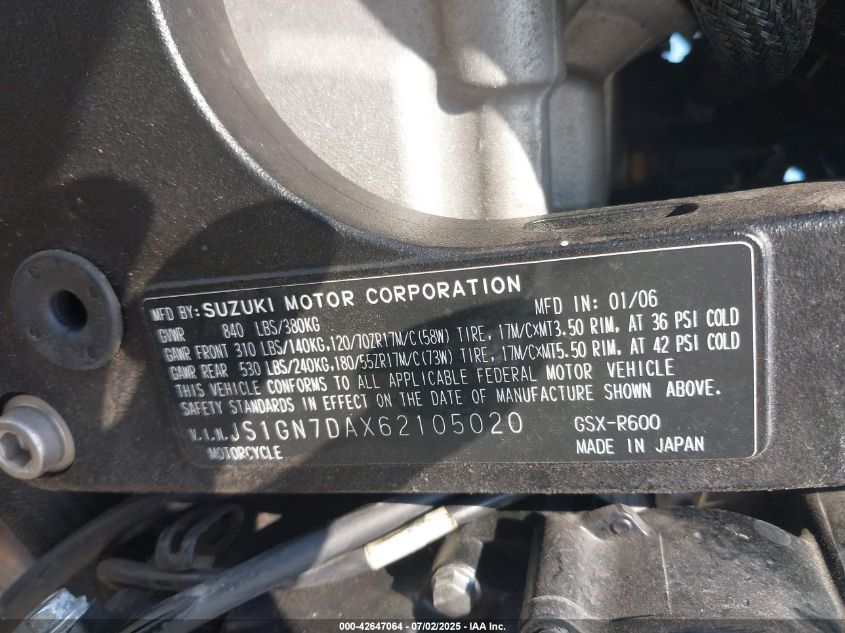 MFD BY: SUZUKI MOTOR CORPORATION MFD IN: 01/06
GVWR 840 LBS/380KG
GAWR FRONT 310 LBS/140KG,120/70ZR17M/C(58W) TIRE, 17M/CXMT3.50 RIM, AT 36 PSI COLD
GAWR REAR 530 LBS/240KG,180/55ZR17M/C(73W) TIRE, 17M/CXMT5.50 RIM, AT 42 PSI COLD
THIS VEHICLE CONFORMS TO ALL APPLICABLE FEDERAL MOTOR VEHICLE
SAFETY STANDARDS IN EFFECT ON THE DATE OF MANUFACTURE SHOWN ABOVE.
V.I.N. JS1GN7DAX62105020 GSX-R600
MOTORCYCLE MADE IN JAPAN
000-42647064 - 07/02/2025 - IAA Inc.